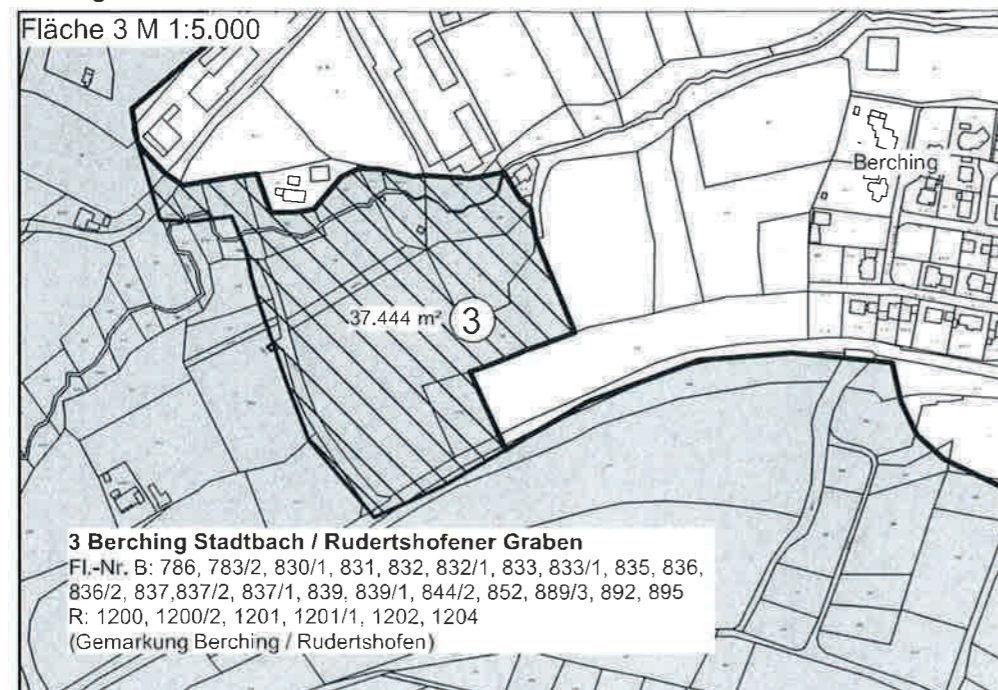 Fläche 3 M 1:5.000
Berching
37.444 m² 3
3 Berching Stadtbach / Rudertshofener Graben
Fl.-Nr. B: 786, 783/2, 830/1, 831, 832, 832/1, 833, 833/1, 835, 836,
836/2, 837,837/2, 837/1, 839, 839/1, 844/2, 852, 889/3, 892, 895
R: 1200, 1200/2, 1201, 1201/1, 1202, 1204
(Gemarkung Berching / Rudertshofen)